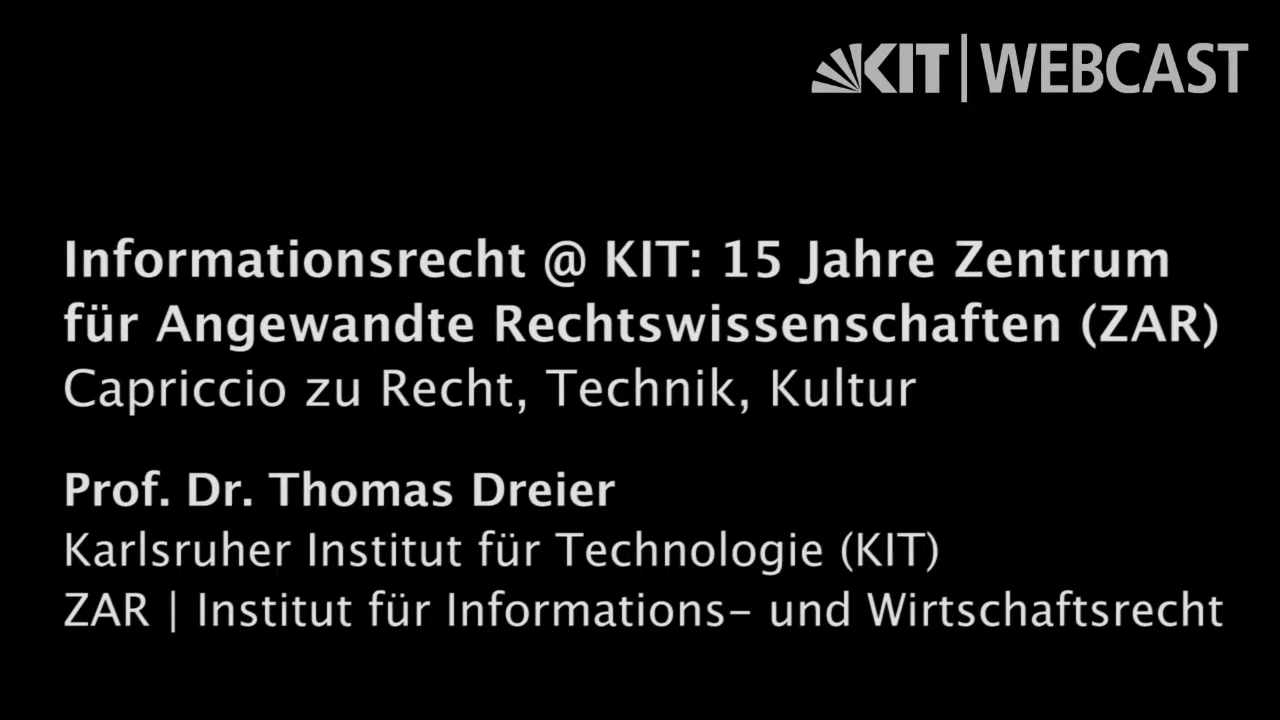 KIT | WEBCAST
Informationsrecht @ KIT: 15 Jahre Zentrum
für Angewandte Rechtswissenschaften (ZAR)
Capriccio zu Recht, Technik, Kultur
Prof. Dr. Thomas Dreier
Karlsruher Institut für Technologie (KIT)
ZAR | Institut für Informations- und Wirtschaftsrecht